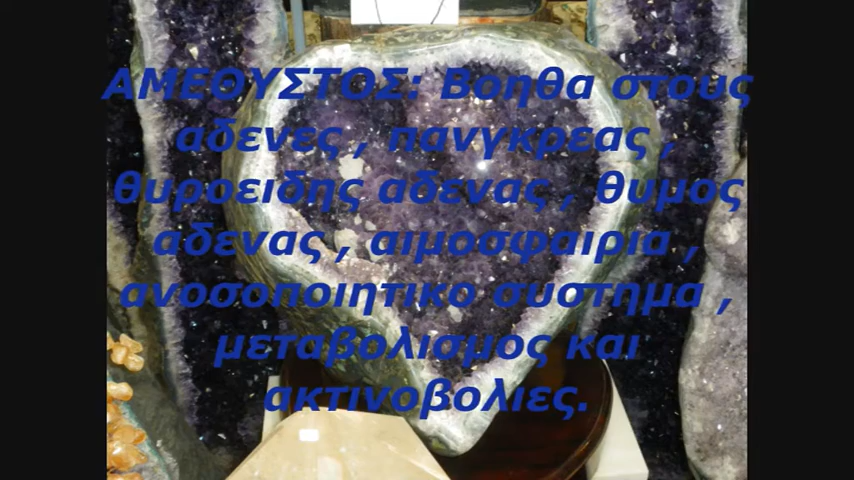 ΑΜΕΘΥΣΤΟΣ: Βοηθα στους
αδενες , πανγκρεας ,
θυροειδης αδενας , θυμος
αδενας , αιμοσφαιρια ,
ανοσοποιητικο συστημα ,
μεταβολισμος και
ακτινοβολιες.